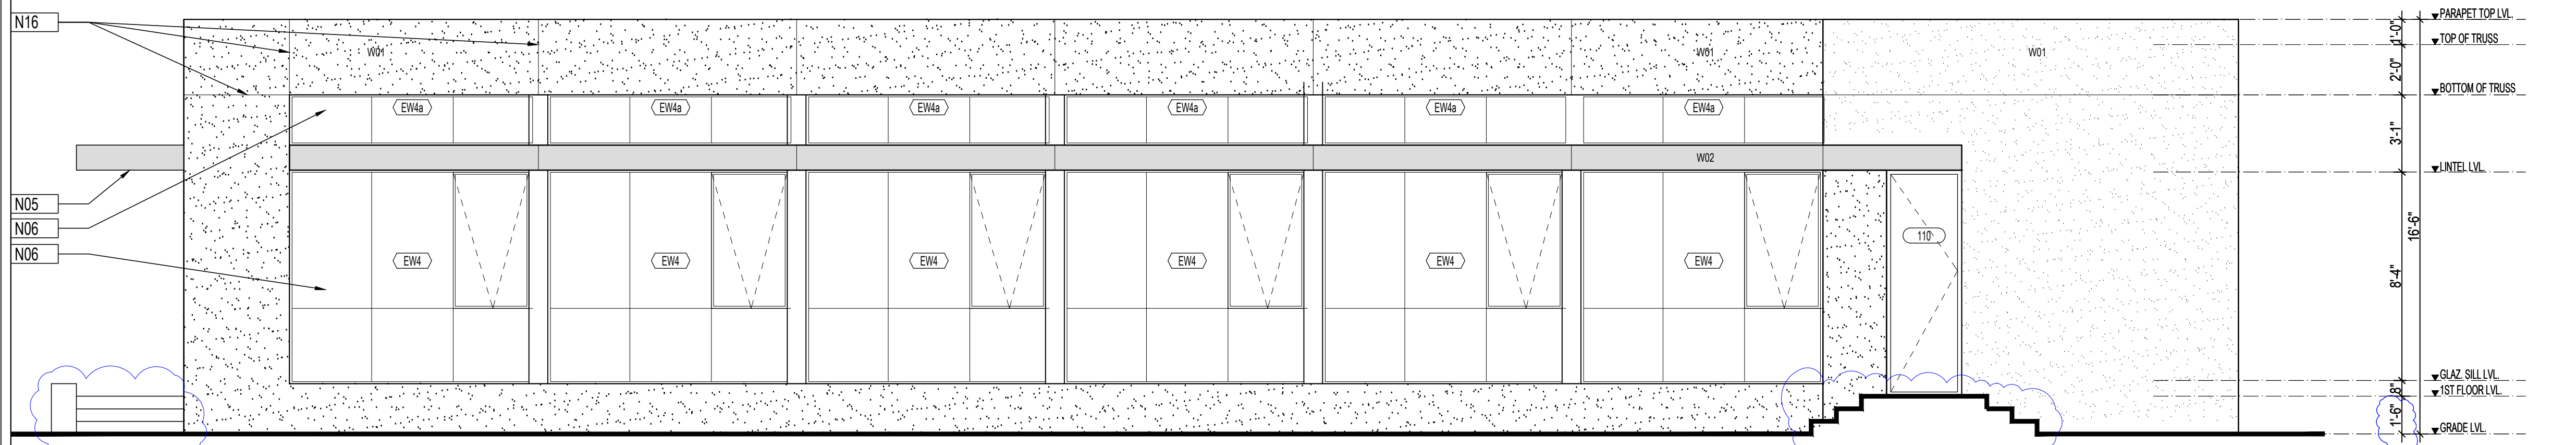 N16
W01
W01
W01
EW4a
EW4a
EW4a
EW4a
EW4a
EW4a
W02
N05
N06
N06
EW4
EW4
EW4
EW4
EW4
EW4
110
1'-0"
2'-0"
3'-1"
8'-4"
8"
1'-6"
16'-6"
PARAPET TOP LVL.
TOP OF TRUSS
BOTTOM OF TRUSS
LINTEL LVL.
GLAZ. SILL LVL.
1ST FLOOR LVL.
GRADE LVL.